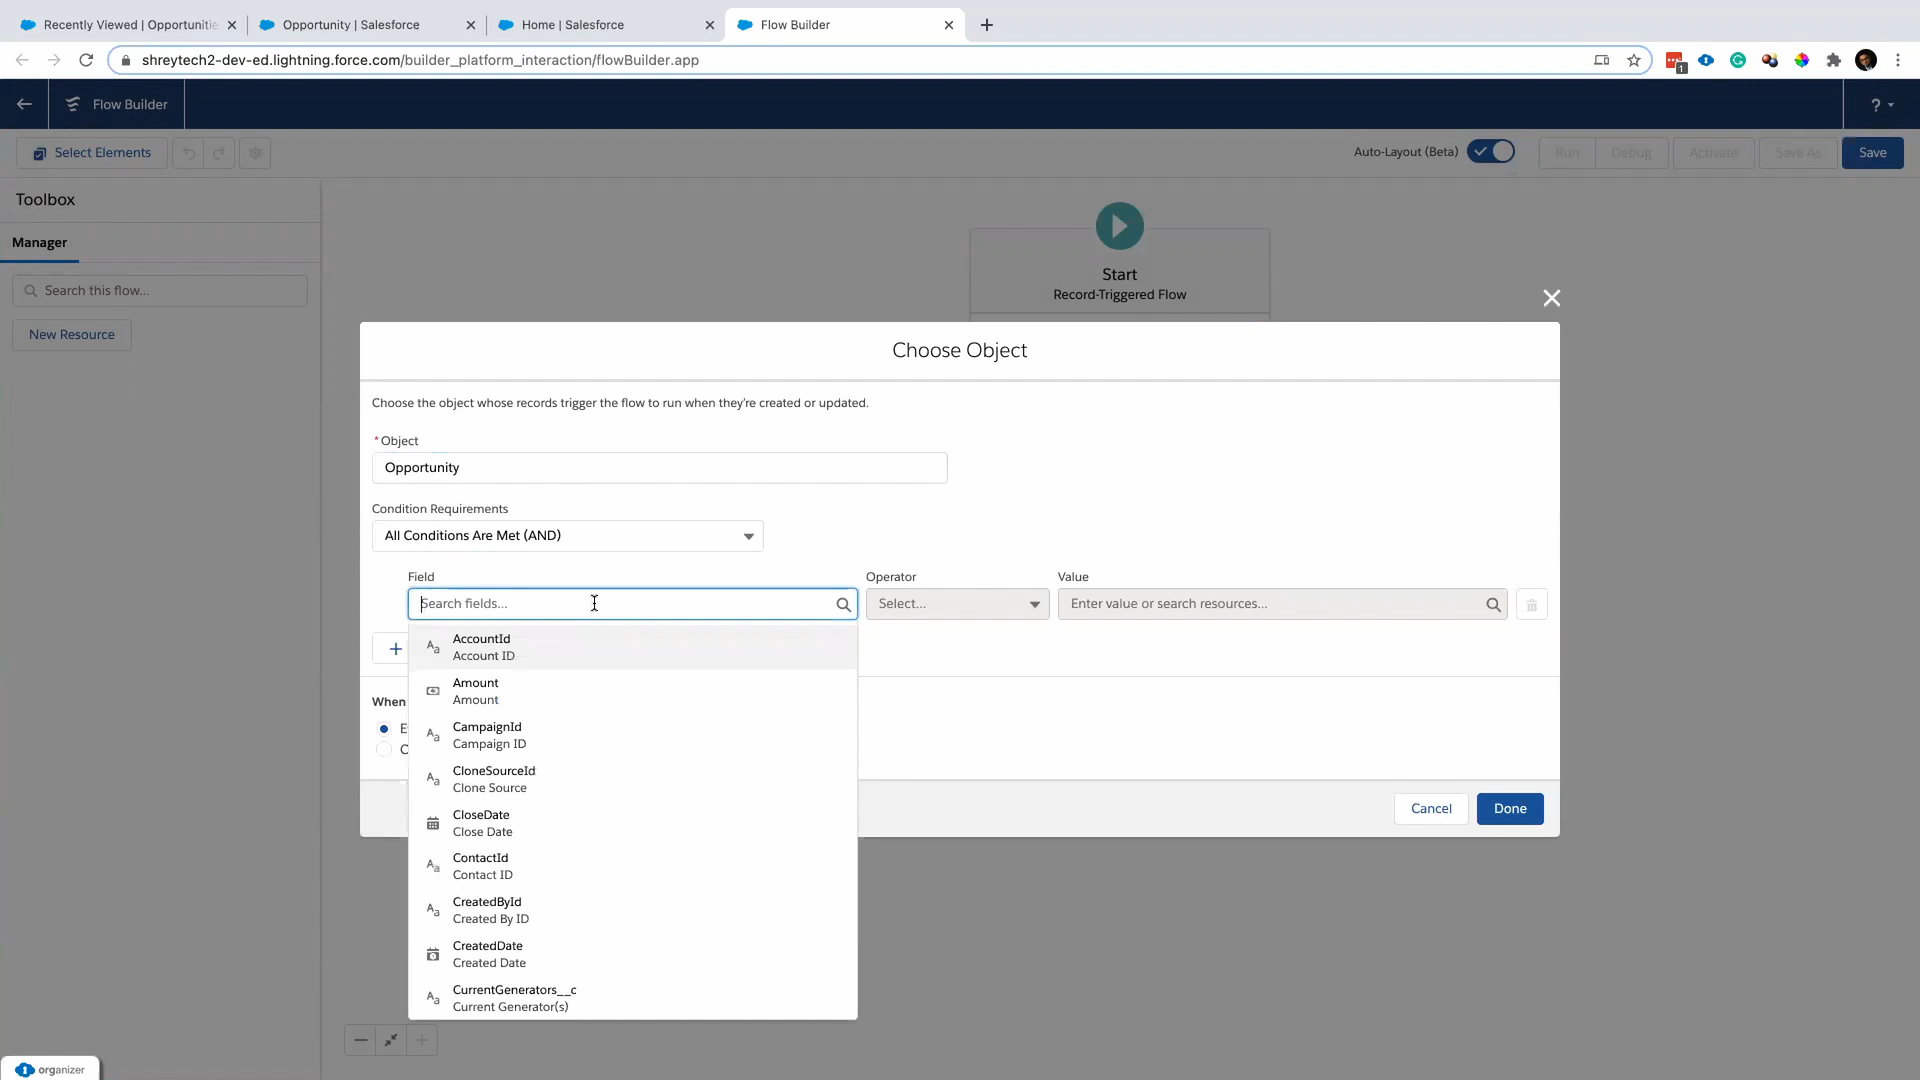 Recently Viewed | Opportunitie
Opportunity | Salesforce
Home | Salesforce
Flow Builder
shreytech2-dev-ed.lightning.force.com/builder_platform_interaction/flowBuilder.app
1
Flow Builder
?
Select Elements
Auto-Layout (Beta)
Run
Debug
Activate
Save As
Save
Toolbox
Manager
Search this flow...
New Resource
Start
Record-Triggered Flow
Choose Object
Choose the object whose records trigger the flow to run when they're created or updated.
* Object
Opportunity
Condition Requirements
All Conditions Are Met (AND)
Field
Operator
Value
Search fields...
Select...
Enter value or search resources...
AccountId
Account ID
Amount
Amount
CampaignId
Campaign ID
CloneSourceId
Clone Source
CloseDate
Close Date
ContactId
Contact ID
CreatedById
Created By ID
CreatedDate
Created Date
CurrentGenerators__c
Current Generator(s)
When
Cancel
Done
organizer